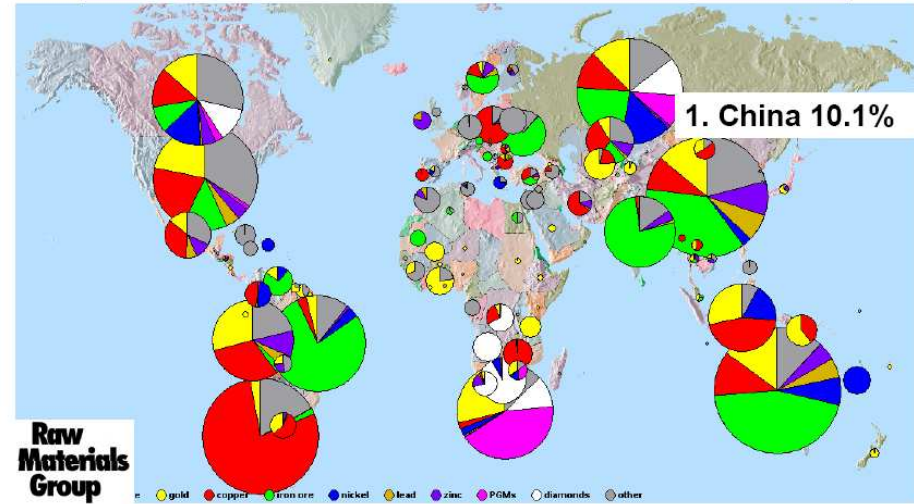 1. China 10.1%
Raw
Materials
Group
e gold copper iron ore nickel lead zinc PGMs diamonds other